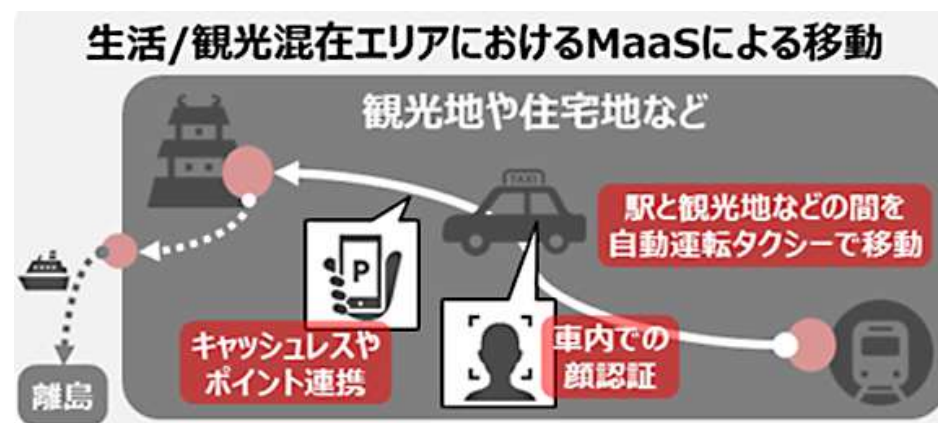 生活/観光混在エリアにおけるMaaSによる移動
観光地や住宅地など
TAXI
駅と観光地などの間を
自動運転タクシーで移動
P
キャッシュレスや
ポイント連携
車内での
顔認証
離島